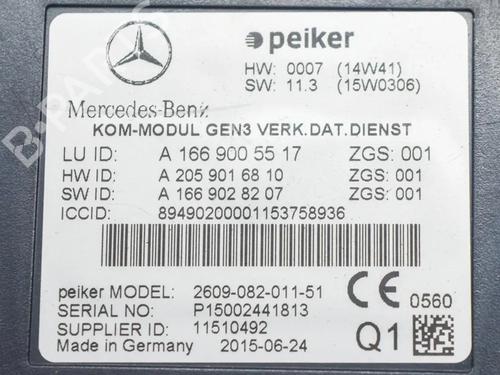 peiker
HW: 0007 (14W41)
SW: 11.3 (15W0306)
Mercedes-Benz
KOM-MODUL GEN3 VERK.DAT.DIENST
LU ID: A 166 900 55 17 ZGS: 001
HW ID: A 205 901 68 10 ZGS: 001
SW ID: A 166 902 82 07 ZGS: 001
ICCID: 89490200001153758936
peiker MODEL: 2609-082-011-51
SERIAL NO: P15002441813
SUPPLIER ID: 11510492
Made in Germany 2015-06-24
CE 0560
Q1